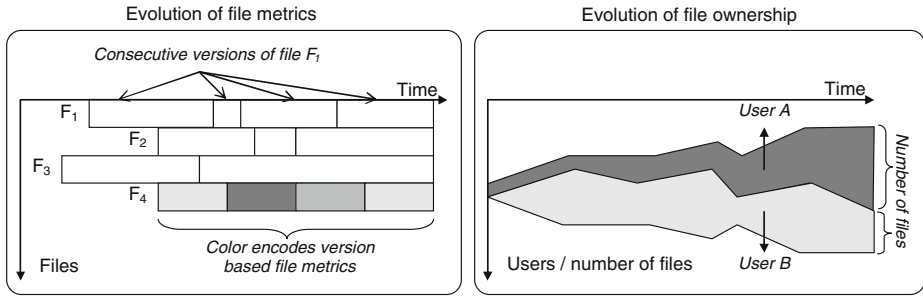 Evolution of file metrics
Consecutive versions of file F1
Time
F1
F2
F3
F4
Color encodes version
based file metrics
Files
Evolution of file ownership
Time
User A
Number
of files
User B
Users / number of files